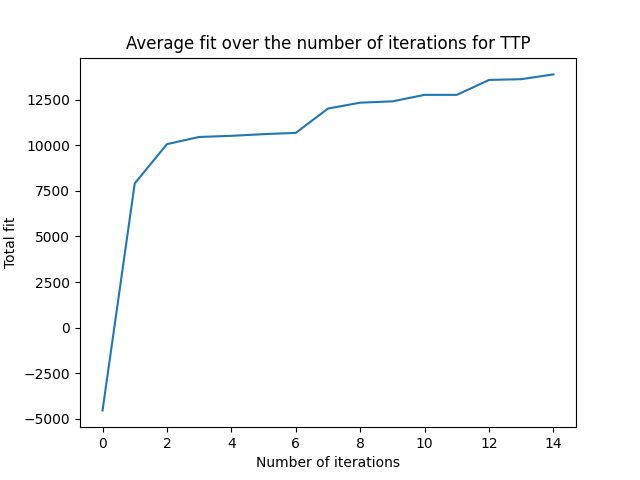 Average fit over the number of iterations for TTP
Total fit
12500
10000
7500
5000
2500
0
−2500
−5000
0 2 4 6 8 10 12 14
Number of iterations